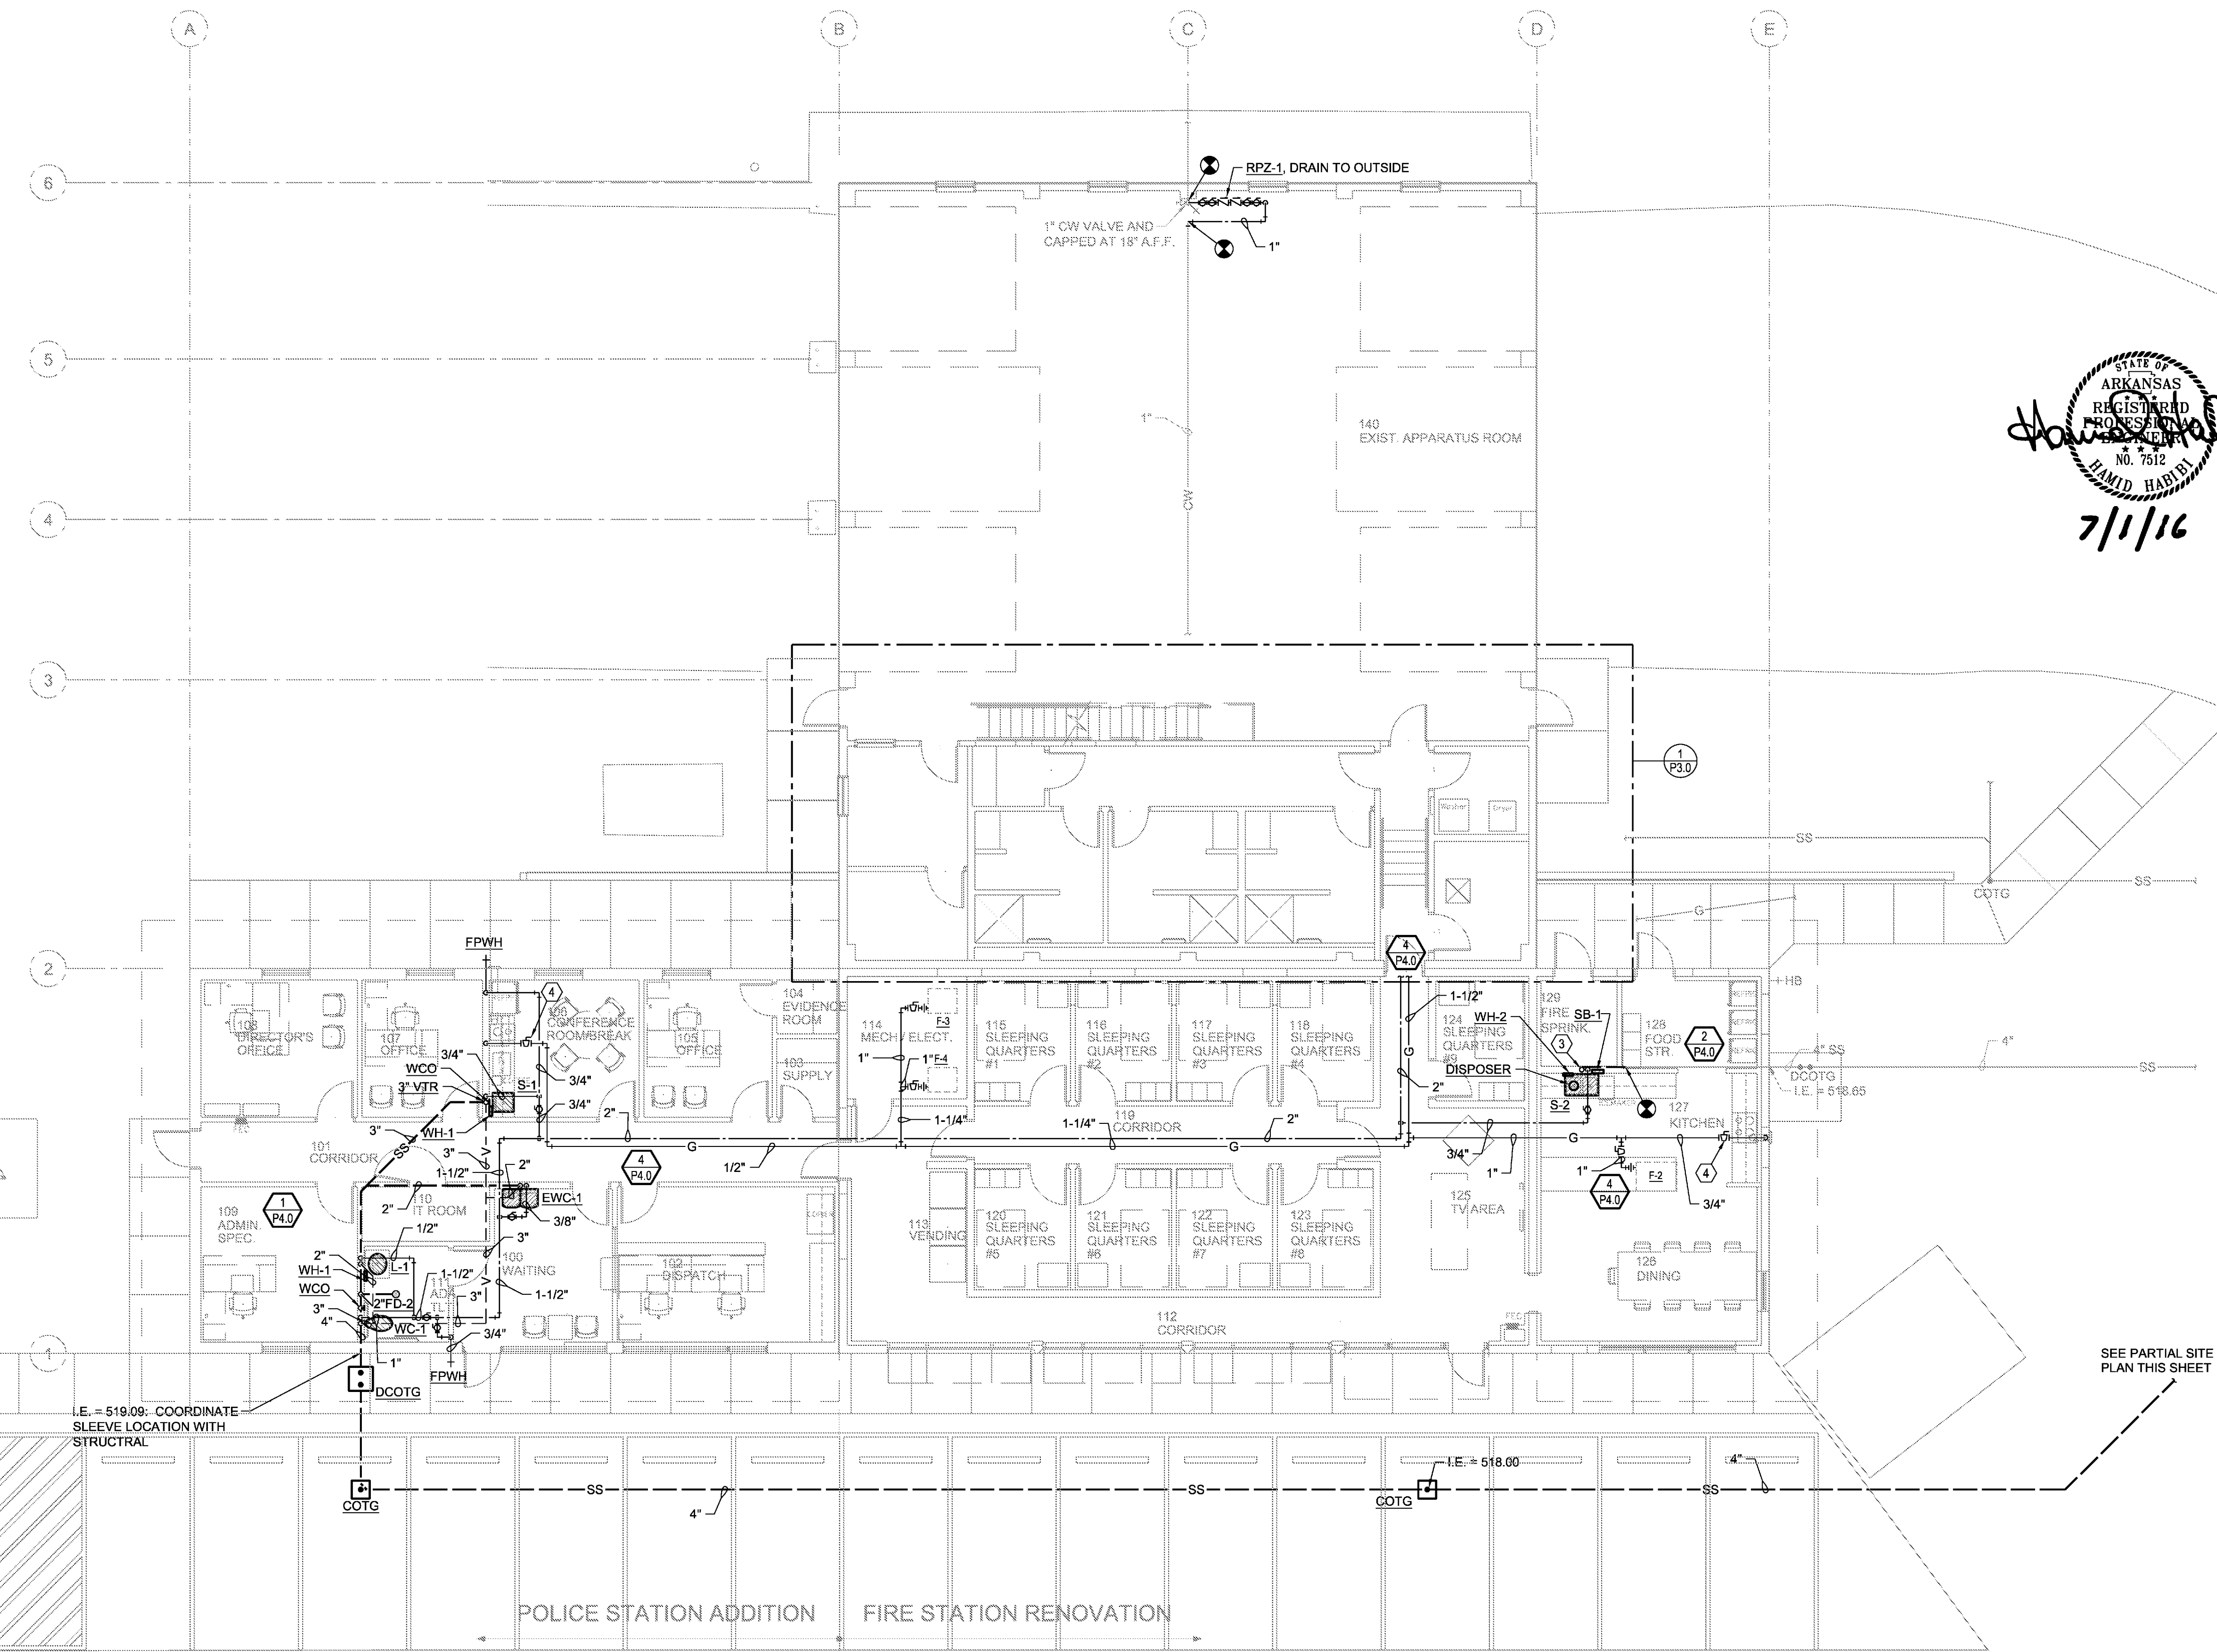 A
B
C
D
E
6
RPZ-1, DRAIN TO OUTSIDE
1" CW VALVE AND
CAPPED AT 18" A.F.F.
1"
5
STATE OF
ARKANSAS
REGISTERED
PROFESSIONAL
ENGINEER
NO. 7512
HAMID HABIBI
7/1/16
1"
140
EXIST. APPARATUS ROOM
4
CW
3
1
P3.0
Washer
Dryer
SS
COTG
SS
G
2
FPWH
4
P4.0
4
HB
108
DIRECTOR'S
OFFICE
107
OFFICE
106
CONFERENCE
ROOM/BREAK
105
OFFICE
104
EVIDENCE
ROOM
103
SUPPLY
114
MECH / ELECT.
F-3
1"
1"
F-4
1-1/4"
115
SLEEPING
QUARTERS
#1
116
SLEEPING
QUARTERS
#2
117
SLEEPING
QUARTERS
#3
118
SLEEPING
QUARTERS
#4
1-1/2"
G
2"
124
SLEEPING
QUARTERS
#9
129
FIRE
SPRINK.
WH-2
SB-1
3
DISPOSER
S-2
128
FOOD
STR.
2
P4.0
127
KITCHEN
4" SS
DCOTG
I.E. = 518.65
4"
SS
3/4"
WCO
3" VTR
S-1
3/4"
3/4"
WH-1
FEC
3"
SS
V
3"
1-1/2"
2"
G
1/2"
4
P4.0
1-1/4"
119
CORRIDOR
2"
G
3/4"
1"
G
1"
4
P4.0
F-2
4
3/4"
101
CORRIDOR
1
P4.0
109
ADMIN.
SPEC.
2"
110
IT ROOM
1/2"
2"
EWC-1
3/8"
3"
V
1-1/2"
100
WAITING
102
DISPATCH
COPIER
113
VENDING
120
SLEEPING
QUARTERS
#5
121
SLEEPING
QUARTERS
#6
122
SLEEPING
QUARTERS
#7
123
SLEEPING
QUARTERS
#8
125
TV AREA
126
DINING
2"
WH-1
L-1
WCO
2"
FD-2
111
ADA
TLT
1-1/2"
3"
3"
4"
WC-1
3/4"
1"
FPWH
DCOTG
112
CORRIDOR
FEC
1
I.E. = 519.09: COORDINATE
SLEEVE LOCATION WITH
STRUCTRAL
SEE PARTIAL SITE
PLAN THIS SHEET
COTG
SS
4"
SS
COTG
I.E. = 518.00
SS
4"
POLICE STATION ADDITION
FIRE STATION RENOVATION